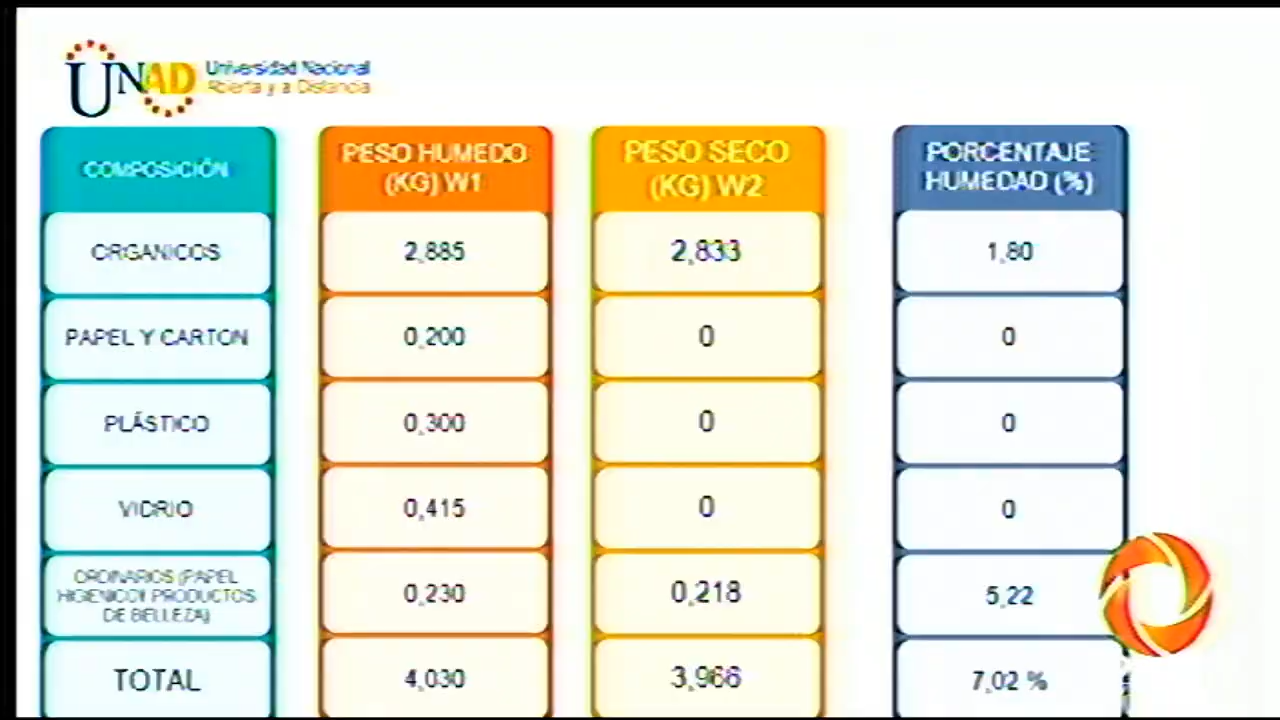 UNAD Universidad Nacional
Abierta y a Distancia
COMPOSICIÓN
PESO HUMEDO
(KG) W1
PESO SECO
(KG) W2
PORCENTAJE
HUMEDAD (%)
ORGANICOS
2,885
2,833
1,80
PAPEL Y CARTON
0,200
0
0
PLÁSTICO
0,300
0
0
VIDRIO
0,415
0
0
ORDINARIOS (PAPEL
HIGIENICO) PRODUCTOS
DE BELLEZA)
0,230
0,218
5,22
TOTAL
4,030
3,966
7,02 %